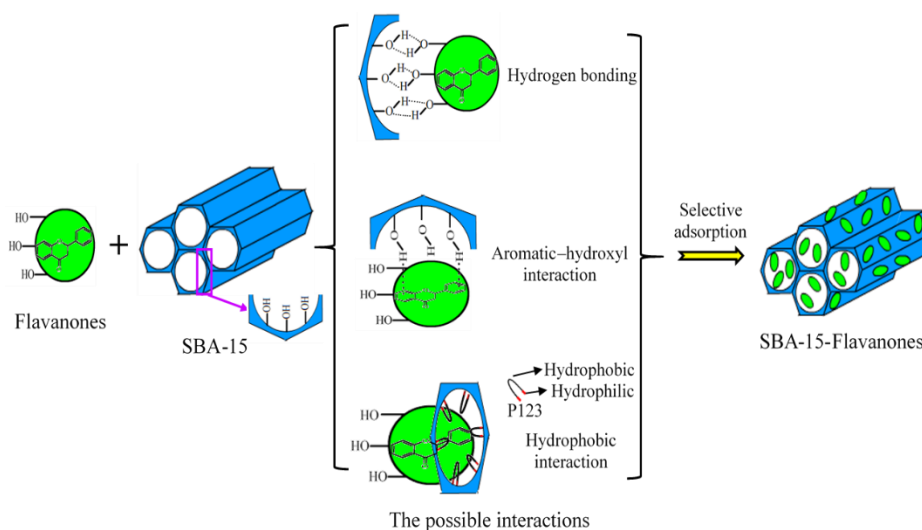 HO
HO
HO
Flavanones
+
SBA-15
OH
OH
OH
H
O
O
H
H
O
O
H
H
O
O
H
Hydrogen bonding
O
O
O
H
H
H
HO
HO
HO
Aromatic–hydroxyl
interaction
Hydrophobic
Hydrophilic
P123
HO
HO
HO
Hydrophobic
interaction
The possible interactions
Selective
adsorption
SBA-15-Flavanones